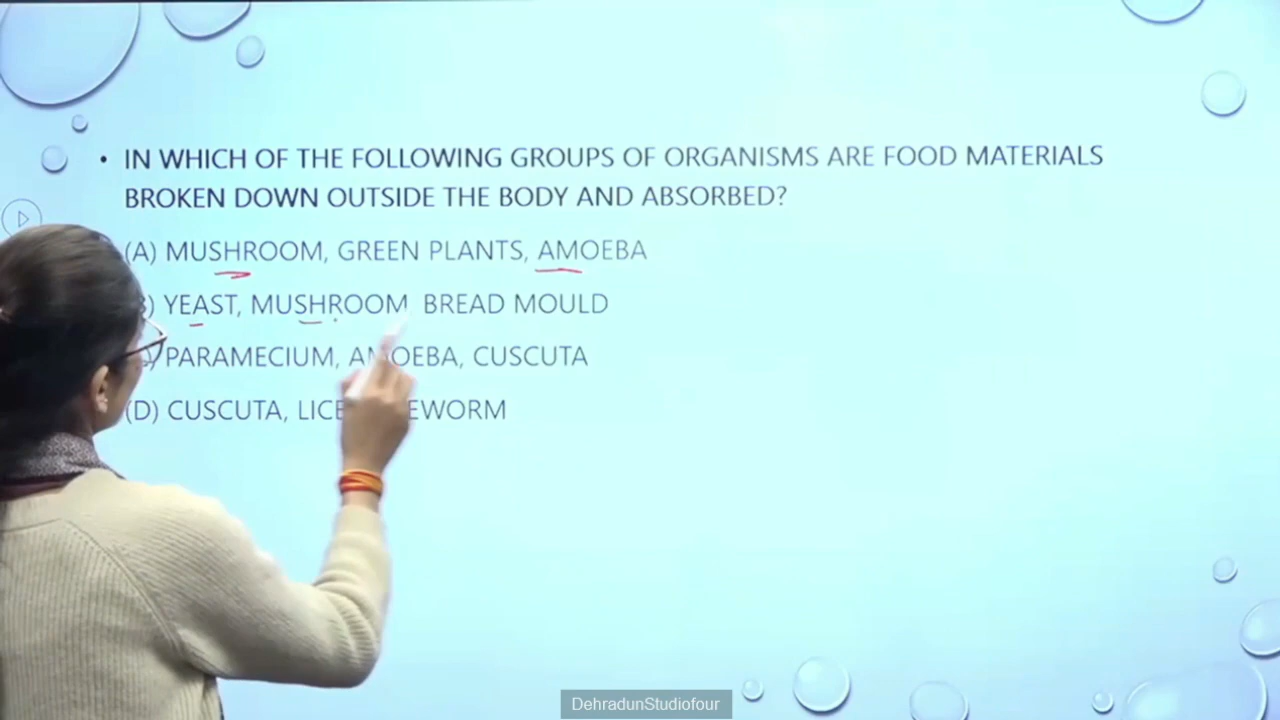 • IN WHICH OF THE FOLLOWING GROUPS OF ORGANISMS ARE FOOD MATERIALS
BROKEN DOWN OUTSIDE THE BODY AND ABSORBED?
(A) MUSHROOM, GREEN PLANTS, AMOEBA
) YEAST, MUSHROOM BREAD MOULD
PARAMECIUM, AMOEBA, CUSCUTA
(D) CUSCUTA, LICE EWORM
DehradunStudiofour